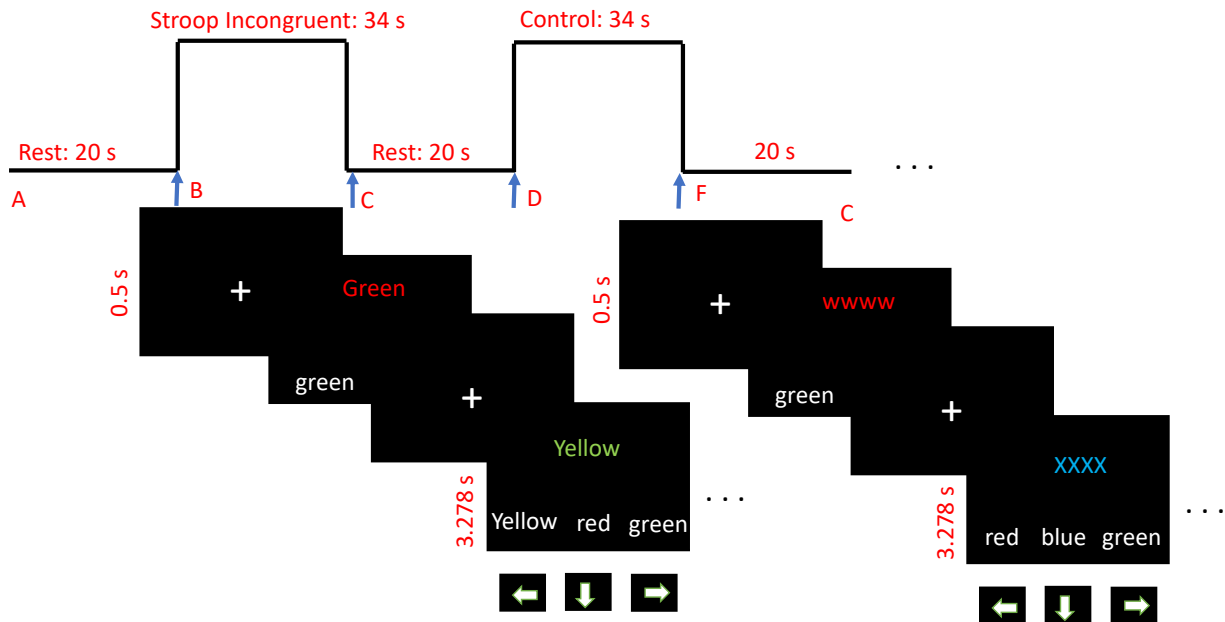 Stroop Incongruent: 34 s
Control: 34 s
Rest: 20 s
Rest: 20 s
20 s
. . .
A
B
C
D
F
C
0.5 s
+
Green
green
+
Yellow
3.278 s
Yellow red green
. . .
0.5 s
+
wwww
green
+
XXXX
3.278 s
red blue green
. . .